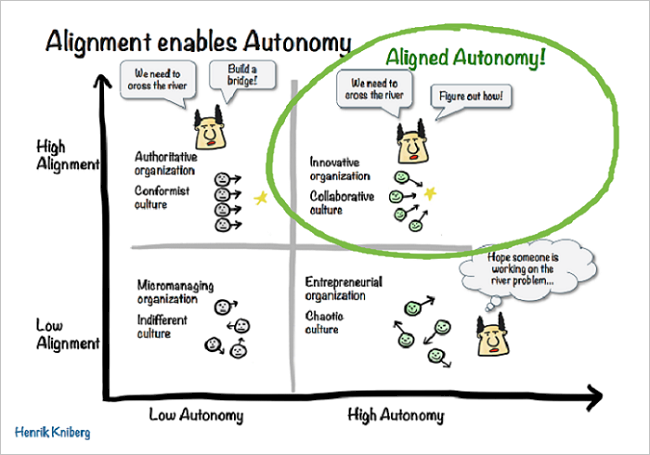 Alignment enables Autonomy
Aligned Autonomy!
We need to
cross the river
Build a
bridge!
We need to
cross the river
Figure out how!
High
Alignment
Authoritative
organization
Conformist
culture
Innovative
organization
Collaborative
culture
Hope someone is
working on the
river problem...
Low
Alignment
Micromanaging
organization
Indifferent
culture
Entrepreneurial
organization
Chaotic
culture
Low Autonomy
High Autonomy
Henrik Kniberg